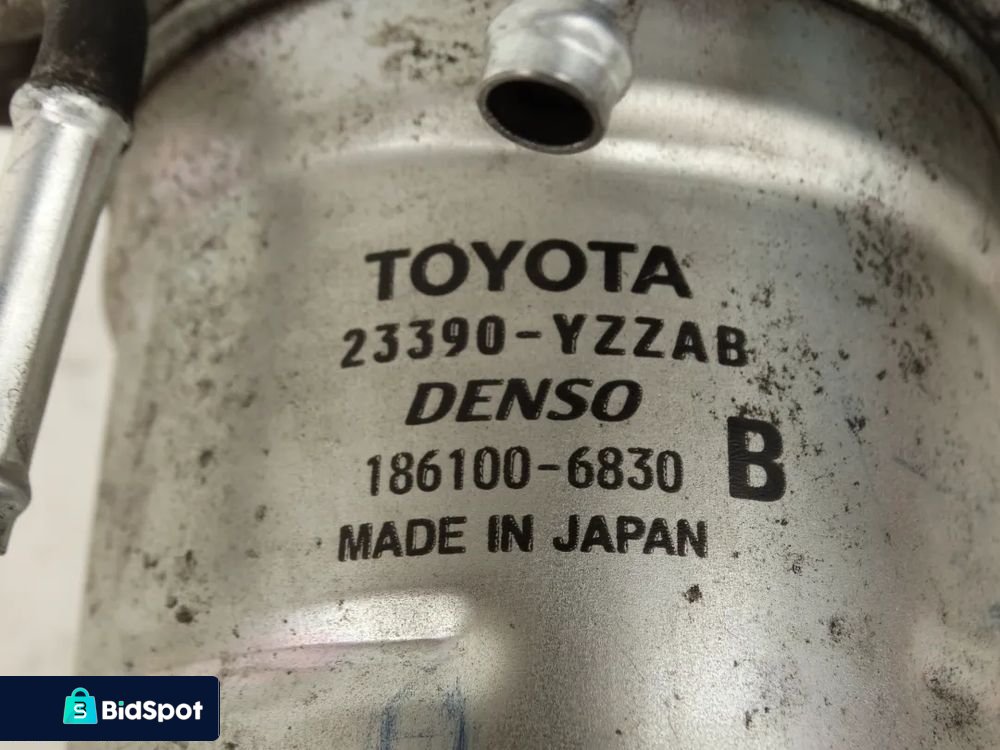 TOYOTA
23390-YZZAB
DENSO
186100-6830 B
MADE IN JAPAN
BidSpot